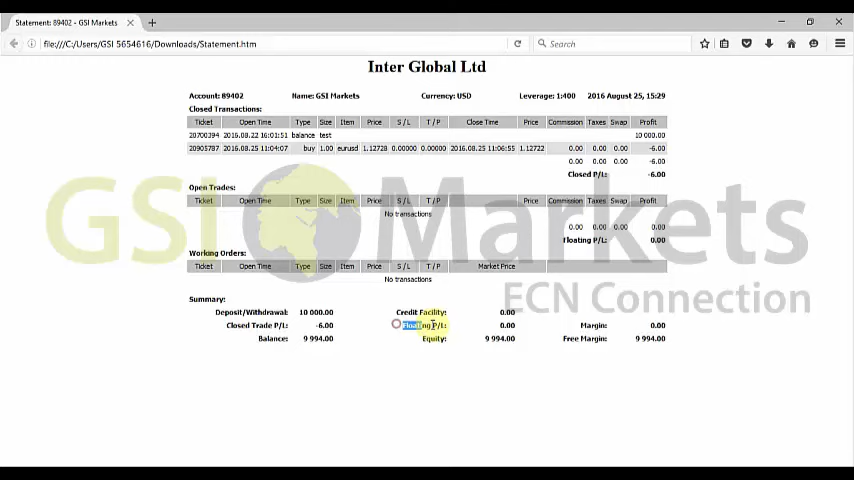 Statement: 89402 - GSI Markets
file:///C:/Users/GSI 5654616/Downloads/Statement.htm
Search
Inter Global Ltd
Account: 89402 Name: GSI Markets Currency: USD Leverage: 1:400 2016 August 25, 15:29
Closed Transactions:
Ticket Open Time Type Size Item Price S / L T / P Close Time Price Commission Taxes Swap Profit
20700394 2016.08.22 16:01:51 balance test 10 000.00
20905787 2016.08.25 11:04:07 buy 1.00 eurusd 1.12728 0.00000 0.00000 2016.08.25 11:06:55 1.12722 0.00 0.00 0.00 -6.00
0.00 0.00 0.00 -6.00
Closed P/L: -6.00
Open Trades:
Ticket Open Time Type Size Item Price S / L T / P Price Commission Taxes Swap Profit
No transactions
0.00 0.00 0.00 0.00
Floating P/L: 0.00
Working Orders:
Ticket Open Time Type Size Item Price S / L T / P Market Price
No transactions
GSI Markets
ECN Connection
Summary:
Deposit/Withdrawal: 10 000.00 Credit Facility: 0.00
Closed Trade P/L: -6.00 Floating P/L: 0.00 Margin: 0.00
Balance: 9 994.00 Equity: 9 994.00 Free Margin: 9 994.00